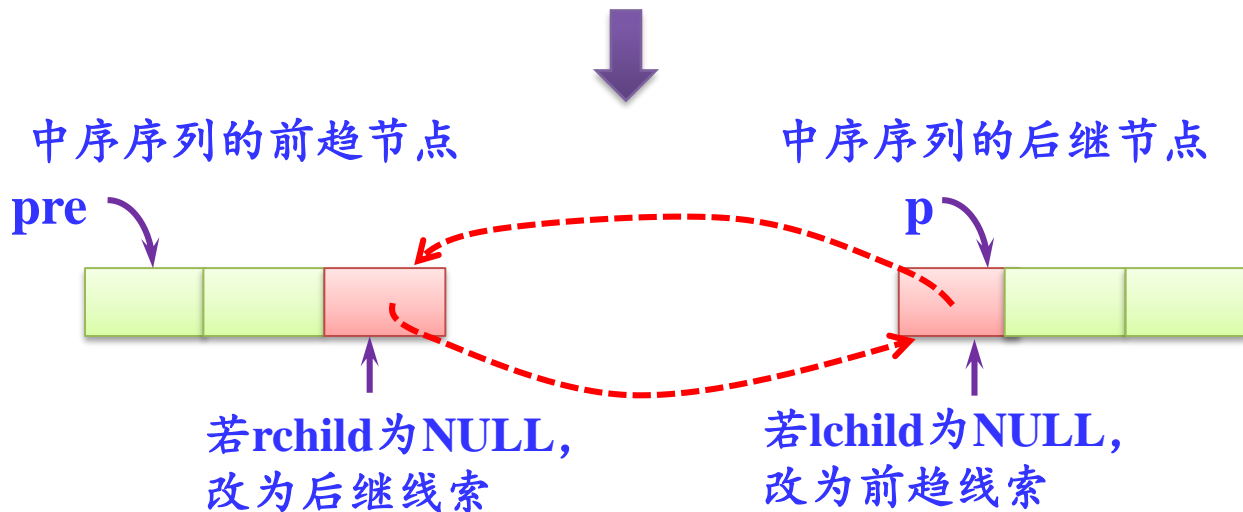 中序序列的前趋节点
中序序列的后继节点
pre
p
若rchild为NULL，
改为后继线索
若lchild为NULL，
改为前趋线索